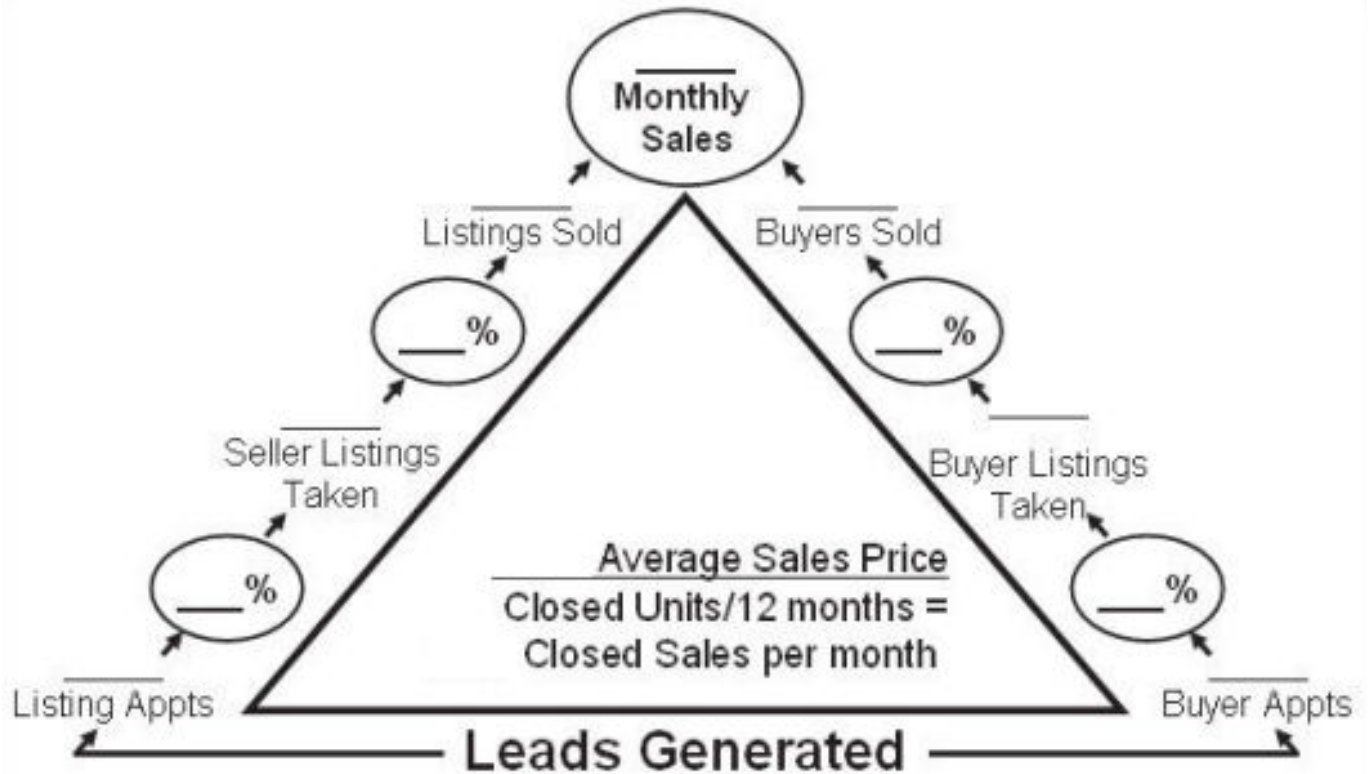 Monthly
Sales
Listings Sold
Buyers Sold
___%
___%
Seller Listings
Taken
Buyer Listings
Taken
___%
___%
Average Sales Price
Closed Units/12 months =
Closed Sales per month
Listing Appts
Buyer Appts
Leads Generated